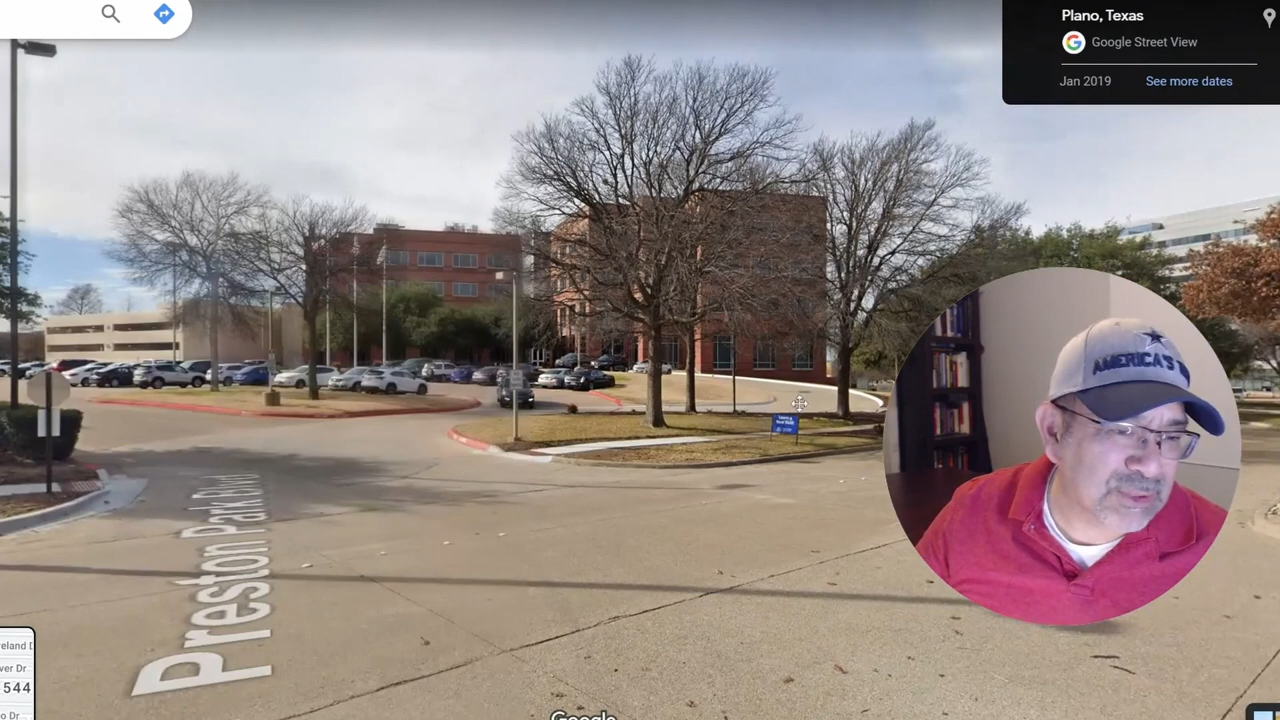 Plano, Texas
Google Street View
Jan 2019
See more dates
AMERICA'S
Preston Park Blvd
544
Google